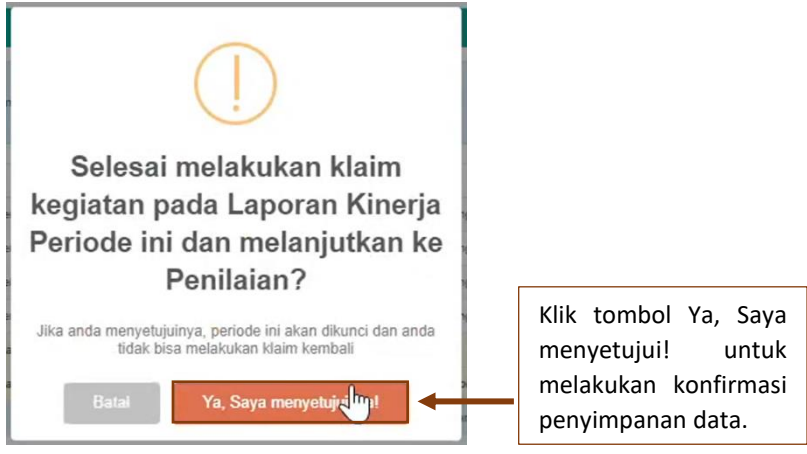 Selesai melakukan klaim
kegiatan pada Laporan Kinerja
Periode ini dan melanjutkan ke
Penilaian?
Jika anda menyetujuinya, periode ini akan dikunci dan anda
tidak bisa melakukan klaim kembali
Batal
Ya, Saya
Klik tombol Ya, Saya
menyetujui! untuk
melakukan konfirmasi
penyimpanan data.